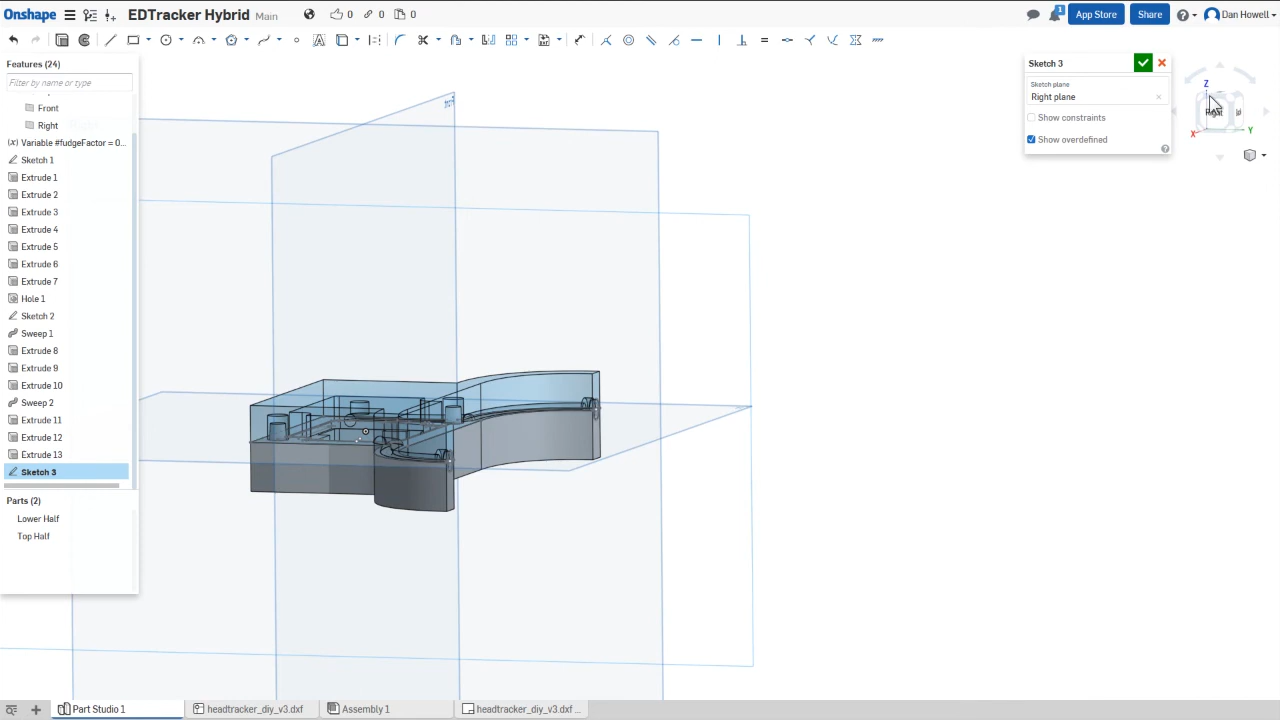 Onshape
EDTracker Hybrid Main
0
0
0
1
App Store
Share
Dan Howell
Features (24)
Filter by name or type
Front
Right
(x) Variable #fudgeFactor = 0...
Sketch 1
Extrude 1
Extrude 2
Extrude 3
Extrude 4
Extrude 5
Extrude 6
Extrude 7
Hole 1
Sketch 2
Sweep 1
Extrude 8
Extrude 9
Extrude 10
Sweep 2
Extrude 11
Extrude 12
Extrude 13
Sketch 3
Parts (2)
Lower Half
Top Half
Sketch 3
Sketch plane
Right plane
Show constraints
Show overdefined
Z
X
Y
Part Studio 1
headtracker_diy_v3.dxf
Assembly 1
headtracker_diy_v3.dxf ...